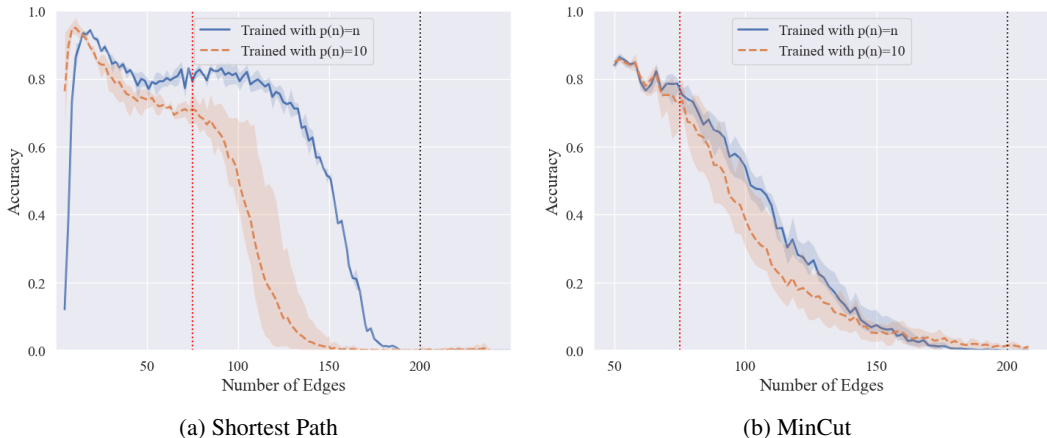 Trained with p(n)=n
Trained with p(n)=10
1.0
0.8
0.6
0.4
0.2
0.0
Accuracy
50
100
150
200
Number of Edges
(a) Shortest Path
Trained with p(n)=n
Trained with p(n)=10
1.0
0.8
0.6
0.4
0.2
0.0
Accuracy
50
100
150
200
Number of Edges
(b) MinCut